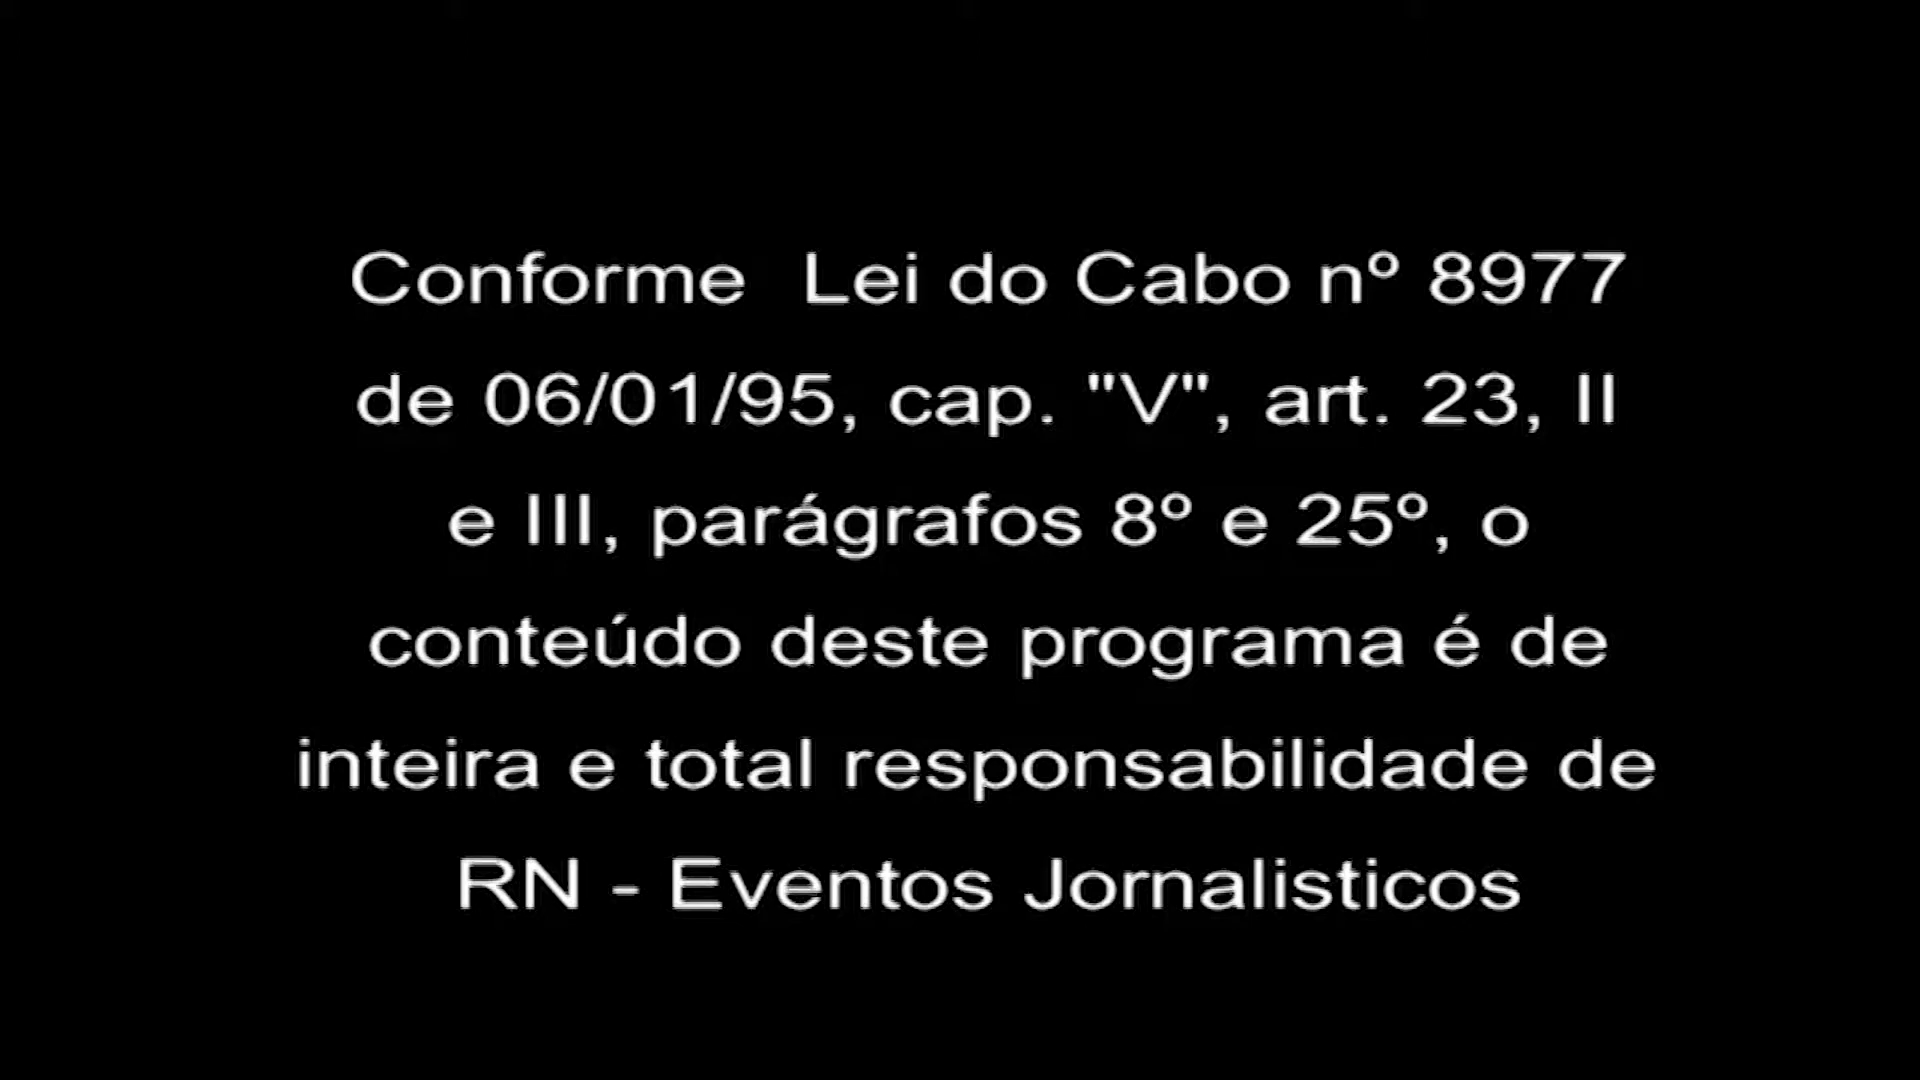 Conforme  Lei do Cabo nº 8977
de 06/01/95, cap. "V", art. 23, II
e III, parágrafos 8º e 25º, o
conteúdo deste programa é de
inteira e total responsabilidade de
RN - Eventos Jornalisticos